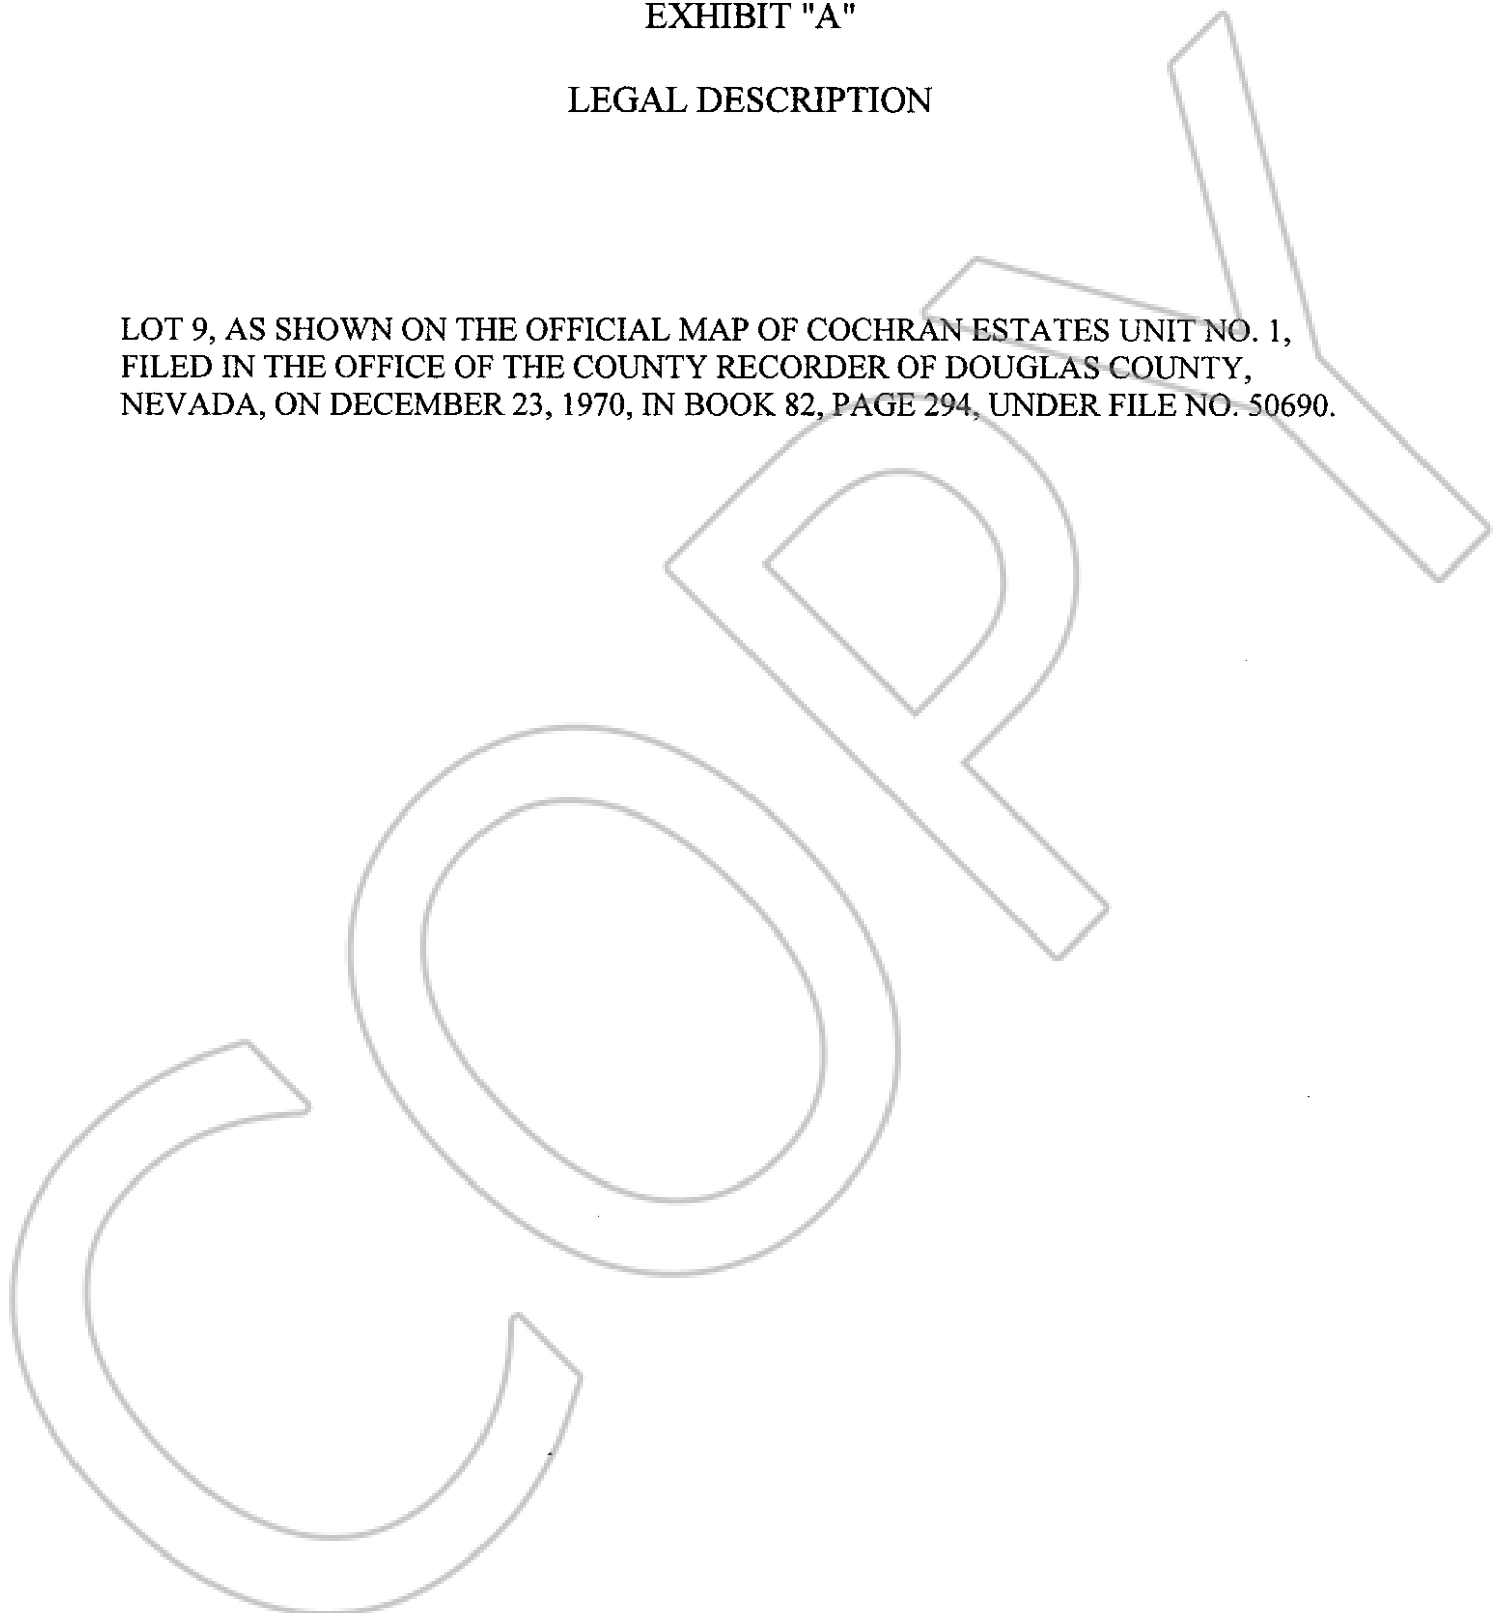 EXHIBIT "A"
LEGAL DESCRIPTION
LOT 9, AS SHOWN ON THE OFFICIAL MAP OF COCHRAN ESTATES UNIT NO. 1,
FILED IN THE OFFICE OF THE COUNTY RECORDER OF DOUGLAS COUNTY,
NEVADA, ON DECEMBER 23, 1970, IN BOOK 82, PAGE 294, UNDER FILE NO. 50690.
COPY